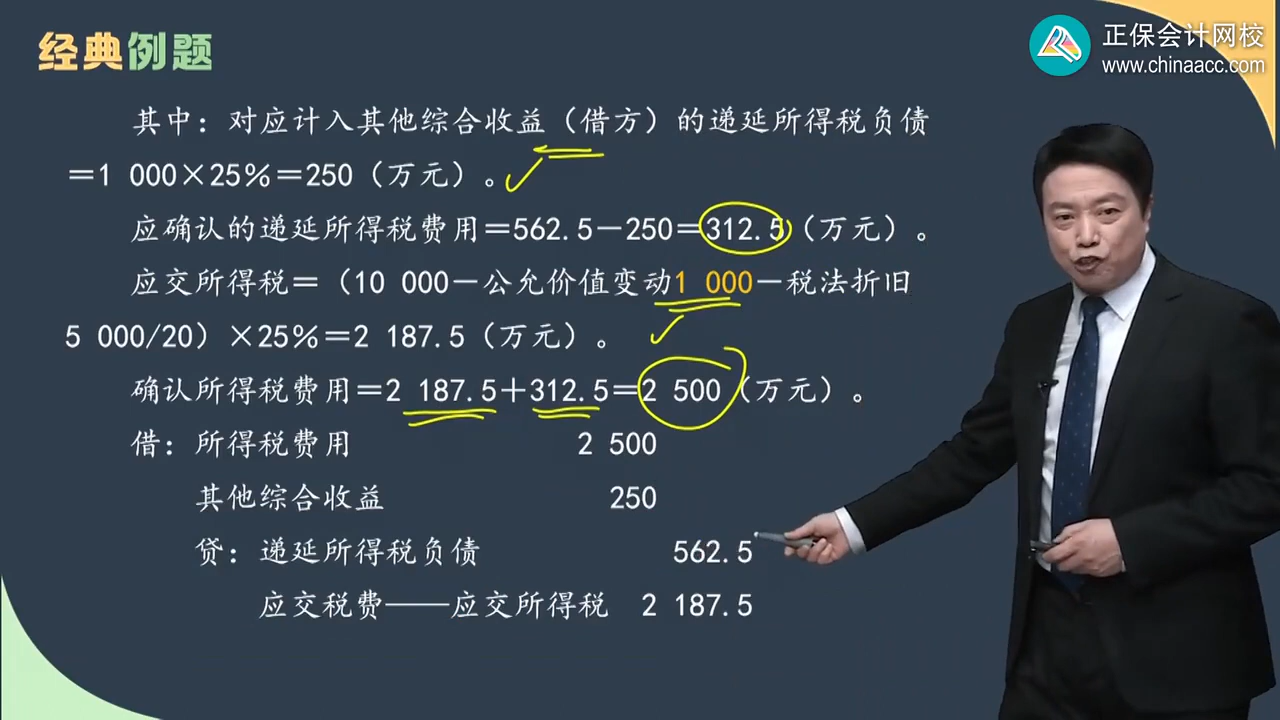 经典例题
正保会计网校
www.chinaacc.com
其中：对应计入其他综合收益（借方）的递延所得税负债
＝1 000×25％＝250（万元）。
应确认的递延所得税费用＝562.5－250＝312.5（万元）。
应交所得税＝（10 000－公允价值变动1 000－税法折旧
5 000/20）×25％＝2 187.5（万元）。
确认所得税费用＝2 187.5＋312.5＝2 500（万元）。
借：所得税费用 2 500
其他综合收益 250
贷：递延所得税负债 562.5
应交税费——应交所得税 2 187.5